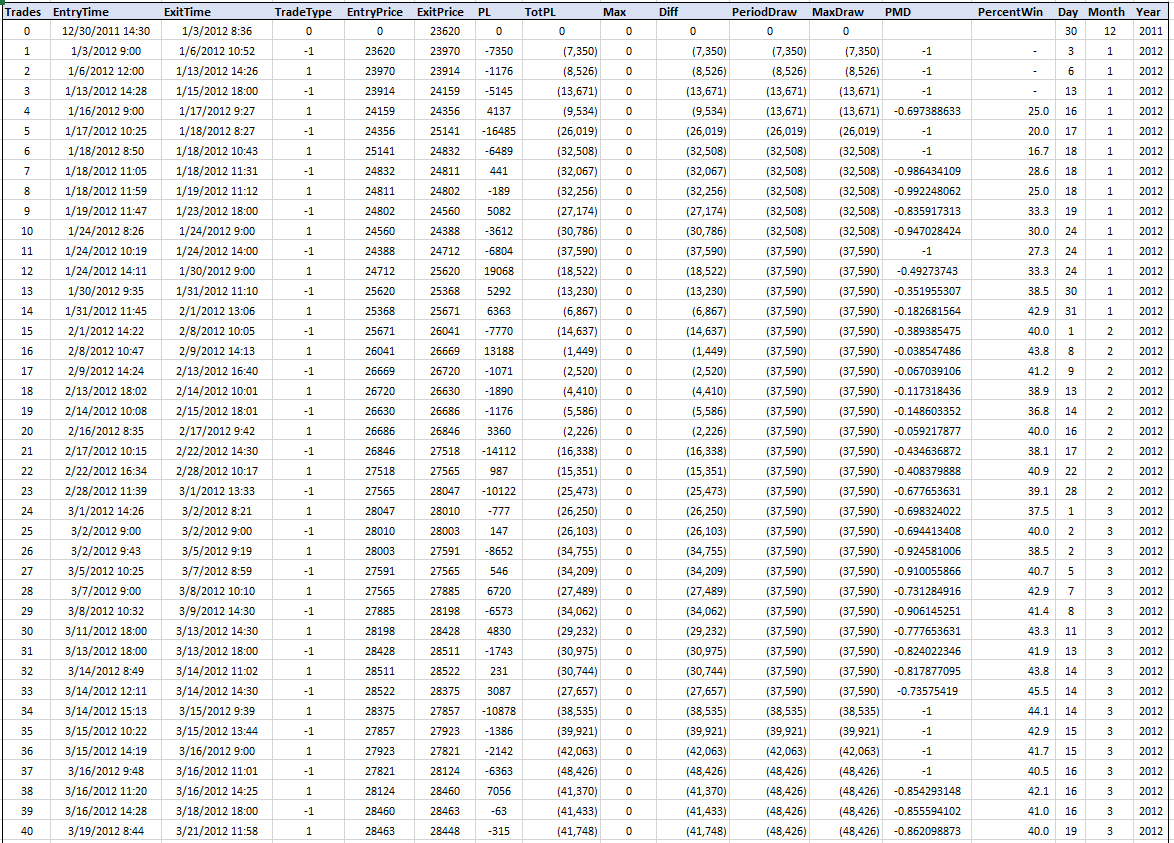 Trades EntryTime ExitTime TradeType EntryPrice ExitPrice PL TotPL Max Diff PeriodDraw MaxDraw PMD PercentWin Day Month Year
0 12/30/2011 14:30 1/3/2012 8:36 0 0 23620 0 0 0 0 0 0 30 12 2011
1 1/3/2012 9:00 1/6/2012 10:52 -1 23620 23970 -7350 (7,350) 0 (7,350) (7,350) (7,350) -1 - 3 1 2012
2 1/6/2012 12:00 1/13/2012 14:26 1 23970 23914 -1176 (8,526) 0 (8,526) (8,526) (8,526) -1 - 6 1 2012
3 1/13/2012 14:28 1/15/2012 18:00 -1 23914 24159 -5145 (13,671) 0 (13,671) (13,671) (13,671) -1 - 13 1 2012
4 1/16/2012 9:00 1/17/2012 9:27 1 24159 24356 4137 (9,534) 0 (9,534) (13,671) (13,671) -0.697388633 25.0 16 1 2012
5 1/17/2012 10:25 1/18/2012 8:27 -1 24356 25141 -16485 (26,019) 0 (26,019) (26,019) (26,019) -1 20.0 17 1 2012
6 1/18/2012 8:50 1/18/2012 10:43 1 25141 24832 -6489 (32,508) 0 (32,508) (32,508) (32,508) -1 16.7 18 1 2012
7 1/18/2012 11:05 1/18/2012 11:31 -1 24832 24811 441 (32,067) 0 (32,067) (32,508) (32,508) -0.986434109 28.6 18 1 2012
8 1/18/2012 11:59 1/19/2012 11:12 1 24811 24802 -189 (32,256) 0 (32,256) (32,508) (32,508) -0.992248062 25.0 18 1 2012
9 1/19/2012 11:47 1/23/2012 18:00 -1 24802 24560 5082 (27,174) 0 (27,174) (32,508) (32,508) -0.835917313 33.3 19 1 2012
10 1/24/2012 8:26 1/24/2012 9:00 1 24560 24388 -3612 (30,786) 0 (30,786) (32,508) (32,508) -0.947028424 30.0 24 1 2012
11 1/24/2012 10:19 1/24/2012 14:00 -1 24388 24712 -6804 (37,590) 0 (37,590) (37,590) (37,590) -1 27.3 24 1 2012
12 1/24/2012 14:11 1/30/2012 9:00 1 24712 25620 19068 (18,522) 0 (18,522) (37,590) (37,590) -0.49273743 33.3 24 1 2012
13 1/30/2012 9:35 1/31/2012 11:10 -1 25620 25368 5292 (13,230) 0 (13,230) (37,590) (37,590) -0.351955307 38.5 30 1 2012
14 1/31/2012 11:45 2/1/2012 13:06 1 25368 25671 6363 (6,867) 0 (6,867) (37,590) (37,590) -0.182681564 42.9 31 1 2012
15 2/1/2012 14:22 2/8/2012 10:05 -1 25671 26041 -7770 (14,637) 0 (14,637) (37,590) (37,590) -0.389385475 40.0 1 2 2012
16 2/8/2012 10:47 2/9/2012 14:13 1 26041 26669 13188 (1,449) 0 (1,449) (37,590) (37,590) -0.038547486 43.8 8 2 2012
17 2/9/2012 14:24 2/13/2012 16:40 -1 26669 26720 -1071 (2,520) 0 (2,520) (37,590) (37,590) -0.067039106 41.2 9 2 2012
18 2/13/2012 18:02 2/14/2012 10:01 1 26720 26630 -1890 (4,410) 0 (4,410) (37,590) (37,590) -0.117318436 38.9 13 2 2012
19 2/14/2012 10:08 2/15/2012 18:01 -1 26630 26686 -1176 (5,586) 0 (5,586) (37,590) (37,590) -0.148603352 36.8 14 2 2012
20 2/16/2012 8:35 2/17/2012 9:42 1 26686 26846 3360 (2,226) 0 (2,226) (37,590) (37,590) -0.059217877 40.0 16 2 2012
21 2/17/2012 10:15 2/22/2012 14:30 -1 26846 27518 -14112 (16,338) 0 (16,338) (37,590) (37,590) -0.434636872 38.1 17 2 2012
22 2/22/2012 16:34 2/28/2012 10:17 1 27518 27565 987 (15,351) 0 (15,351) (37,590) (37,590) -0.408379888 40.9 22 2 2012
23 2/28/2012 11:39 3/1/2012 13:33 -1 27565 28047 -10122 (25,473) 0 (25,473) (37,590) (37,590) -0.677653631 39.1 28 2 2012
24 3/1/2012 14:26 3/2/2012 8:21 1 28047 28010 -777 (26,250) 0 (26,250) (37,590) (37,590) -0.698324022 37.5 1 3 2012
25 3/2/2012 9:00 3/2/2012 9:00 -1 28010 28003 147 (26,103) 0 (26,103) (37,590) (37,590) -0.694413408 40.0 2 3 2012
26 3/2/2012 9:43 3/5/2012 9:19 1 28003 27591 -8652 (34,755) 0 (34,755) (37,590) (37,590) -0.924581006 38.5 2 3 2012
27 3/5/2012 10:25 3/7/2012 8:59 -1 27591 27565 546 (34,209) 0 (34,209) (37,590) (37,590) -0.910055866 40.7 5 3 2012
28 3/7/2012 9:00 3/8/2012 10:10 1 27565 27885 6720 (27,489) 0 (27,489) (37,590) (37,590) -0.731284916 42.9 7 3 2012
29 3/8/2012 10:32 3/9/2012 14:30 -1 27885 28198 -6573 (34,062) 0 (34,062) (37,590) (37,590) -0.906145251 41.4 8 3 2012
30 3/11/2012 18:00 3/13/2012 14:30 1 28198 28428 4830 (29,232) 0 (29,232) (37,590) (37,590) -0.777653631 43.3 11 3 2012
31 3/13/2012 18:00 3/13/2012 18:00 -1 28428 28511 -1743 (30,975) 0 (30,975) (37,590) (37,590) -0.824022346 41.9 13 3 2012
32 3/14/2012 8:49 3/14/2012 11:02 1 28511 28522 231 (30,744) 0 (30,744) (37,590) (37,590) -0.817877095 43.8 14 3 2012
33 3/14/2012 12:11 3/14/2012 14:30 -1 28522 28375 3087 (27,657) 0 (27,657) (37,590) (37,590) -0.73575419 45.5 14 3 2012
34 3/14/2012 15:13 3/15/2012 9:39 1 28375 27857 -10878 (38,535) 0 (38,535) (38,535) (38,535) -1 44.1 14 3 2012
35 3/15/2012 10:22 3/15/2012 13:44 -1 27857 27923 -1386 (39,921) 0 (39,921) (39,921) (39,921) -1 42.9 15 3 2012
36 3/15/2012 14:19 3/16/2012 9:00 1 27923 27821 -2142 (42,063) 0 (42,063) (42,063) (42,063) -1 41.7 15 3 2012
37 3/16/2012 9:48 3/16/2012 11:01 -1 27821 28124 -6363 (48,426) 0 (48,426) (48,426) (48,426) -1 40.5 16 3 2012
38 3/16/2012 11:20 3/16/2012 14:25 1 28124 28460 7056 (41,370) 0 (41,370) (48,426) (48,426) -0.854293148 42.1 16 3 2012
39 3/16/2012 14:28 3/18/2012 18:00 -1 28460 28463 -63 (41,433) 0 (41,433) (48,426) (48,426) -0.855594102 41.0 16 3 2012
40 3/19/2012 8:44 3/21/2012 11:58 1 28463 28448 -315 (41,748) 0 (41,748) (48,426) (48,426) -0.862098873 40.0 19 3 2012